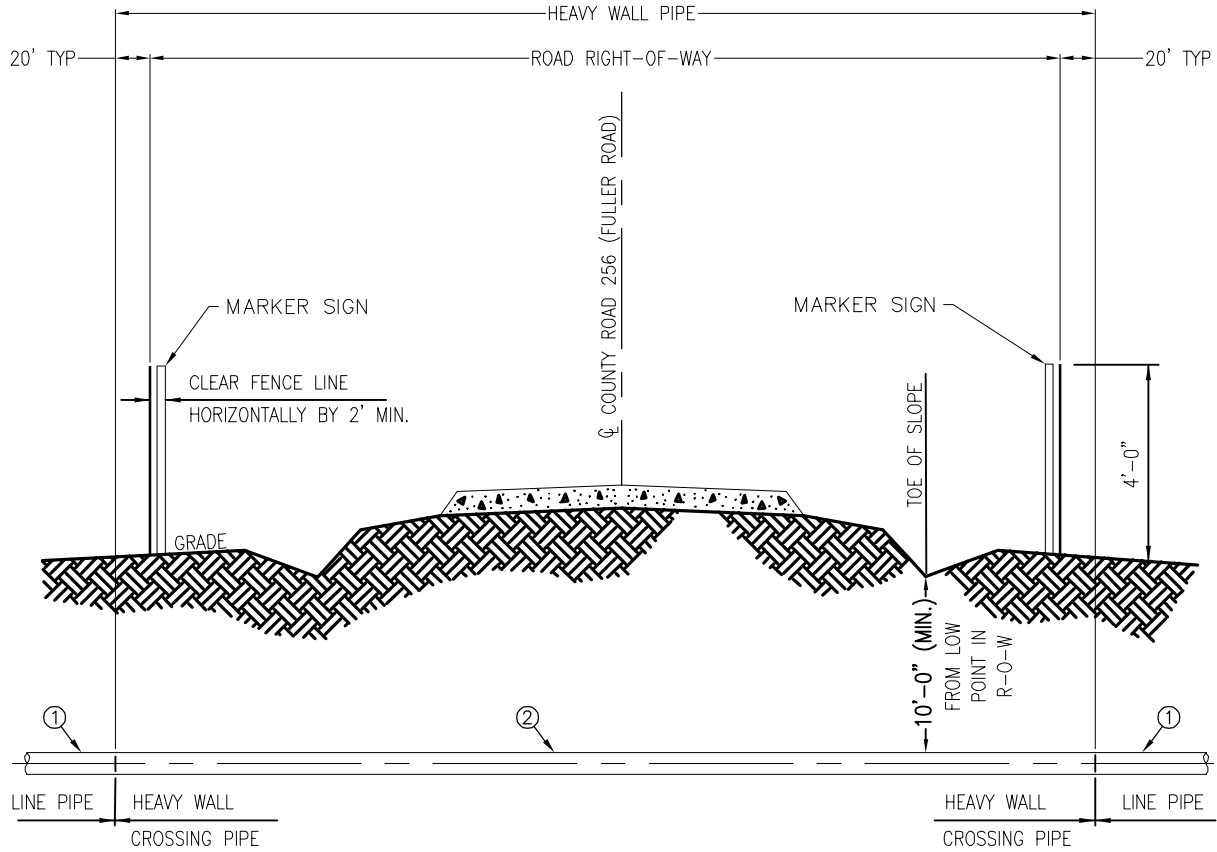 HEAVY WALL PIPE
20' TYP
ROAD RIGHT-OF-WAY
20' TYP
℄ COUNTY ROAD 256 (FULLER ROAD)
MARKER SIGN
MARKER SIGN
CLEAR FENCE LINE
HORIZONTALLY BY 2' MIN.
TOE OF SLOPE
4'-0"
GRADE
10'-0" (MIN.)
FROM LOW
POINT IN
R-O-W
1
2
1
LINE PIPE
HEAVY WALL
CROSSING PIPE
HEAVY WALL
CROSSING PIPE
LINE PIPE